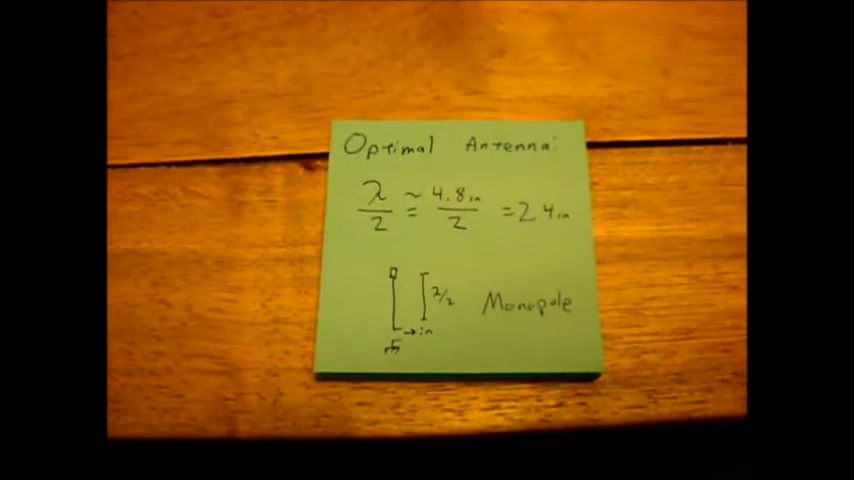 Optimal Antenna:
λ/2 ≅ 4.8in/2 = 2.4in
λ/2
Monopole
→ in